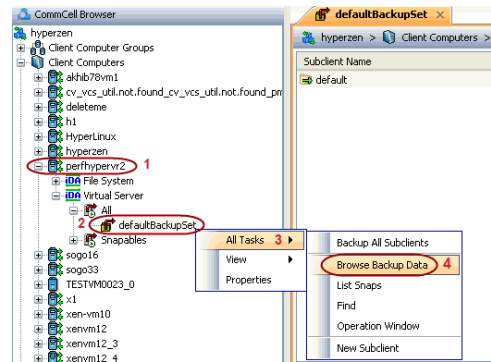 CommCell Browser
hyperzen
Client Computer Groups
Client Computers
akhib78vm1
cv_vcs_util.not.found_cv_vcs_util.not.found_pm
deleteme
h1
HyperLinux
hyperzen
perfhypervr2 1
iDA File System
iDA Virtual Server
All
2 defaultBackupSet
Snapables
sogo16
sogo33
TESTVM0023_0
x1
xen-vm10
xenvm12
xenvm12_3
xenvm12_4
defaultBackupSet
hyperzen > Client Computers >
Subclient Name
default
All Tasks 3
View
Properties
Backup All Subclients
Browse Backup Data 4
List Snaps
Find
Operation Window
New Subclient